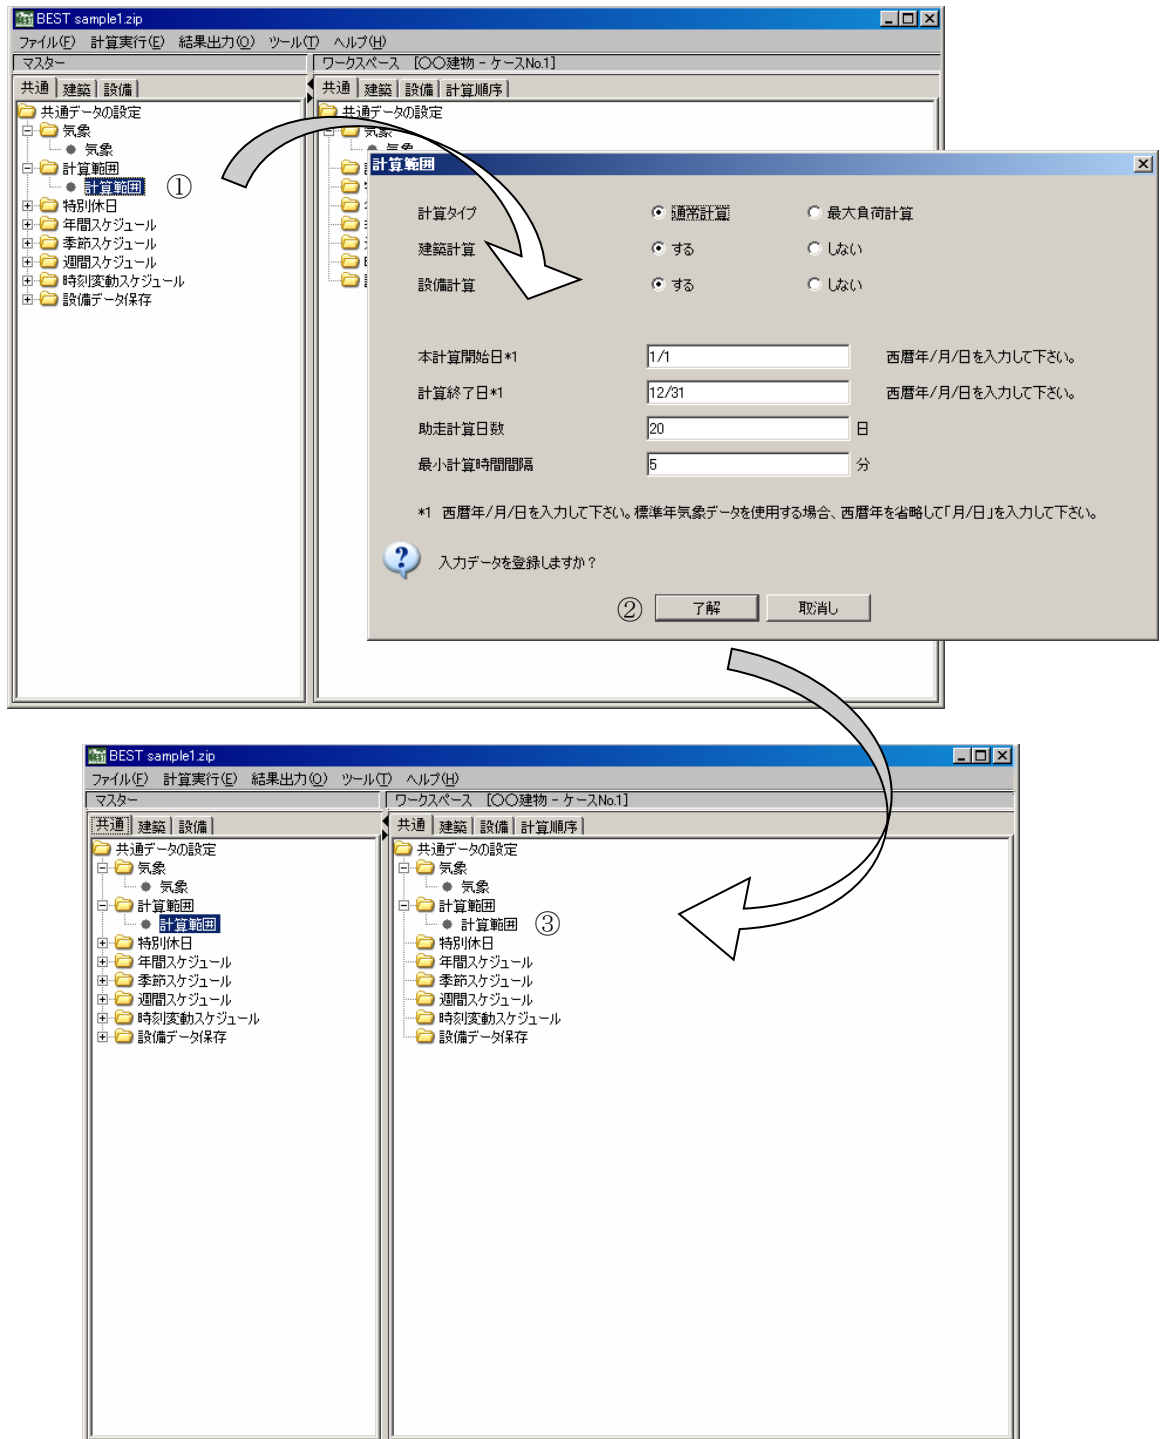 BEST sample1.zip
ファイル(F) 計算実行(E) 結果出力(O) ツール(T) ヘルプ(H)
マスター
ワークスペース [〇〇建物 - ケースNo.1]
共通 建築 設備
共通 建築 設備 計算順序
共通データの設定
気象
気象
計算範囲
計算範囲 ①
特別休日
年間スケジュール
季節スケジュール
週間スケジュール
時刻変動スケジュール
設備データ保存
共通データの設定
気象
気象
計算範囲
計算タイプ 通常計算 最大負荷計算
建築計算 する しない
設備計算 する しない
本計算開始日*1 1/1 西暦年/月/日を入力して下さい。
計算終了日*1 12/31 西暦年/月/日を入力して下さい。
助走計算日数 20 日
最小計算時間間隔 5 分
*1 西暦年/月/日を入力して下さい。標準年気象データを使用する場合、西暦年を省略して「月/日」を入力して下さい。
入力データを登録しますか?
② 了解 取消し
BEST sample1.zip
ファイル(F) 計算実行(E) 結果出力(O) ツール(T) ヘルプ(H)
マスター
ワークスペース [〇〇建物 - ケースNo.1]
共通 建築 設備
共通 建築 設備 計算順序
共通データの設定
気象
気象
計算範囲
計算範囲
特別休日
年間スケジュール
季節スケジュール
週間スケジュール
時刻変動スケジュール
設備データ保存
共通データの設定
気象
気象
計算範囲
計算範囲 ③
特別休日
年間スケジュール
季節スケジュール
週間スケジュール
時刻変動スケジュール
設備データ保存